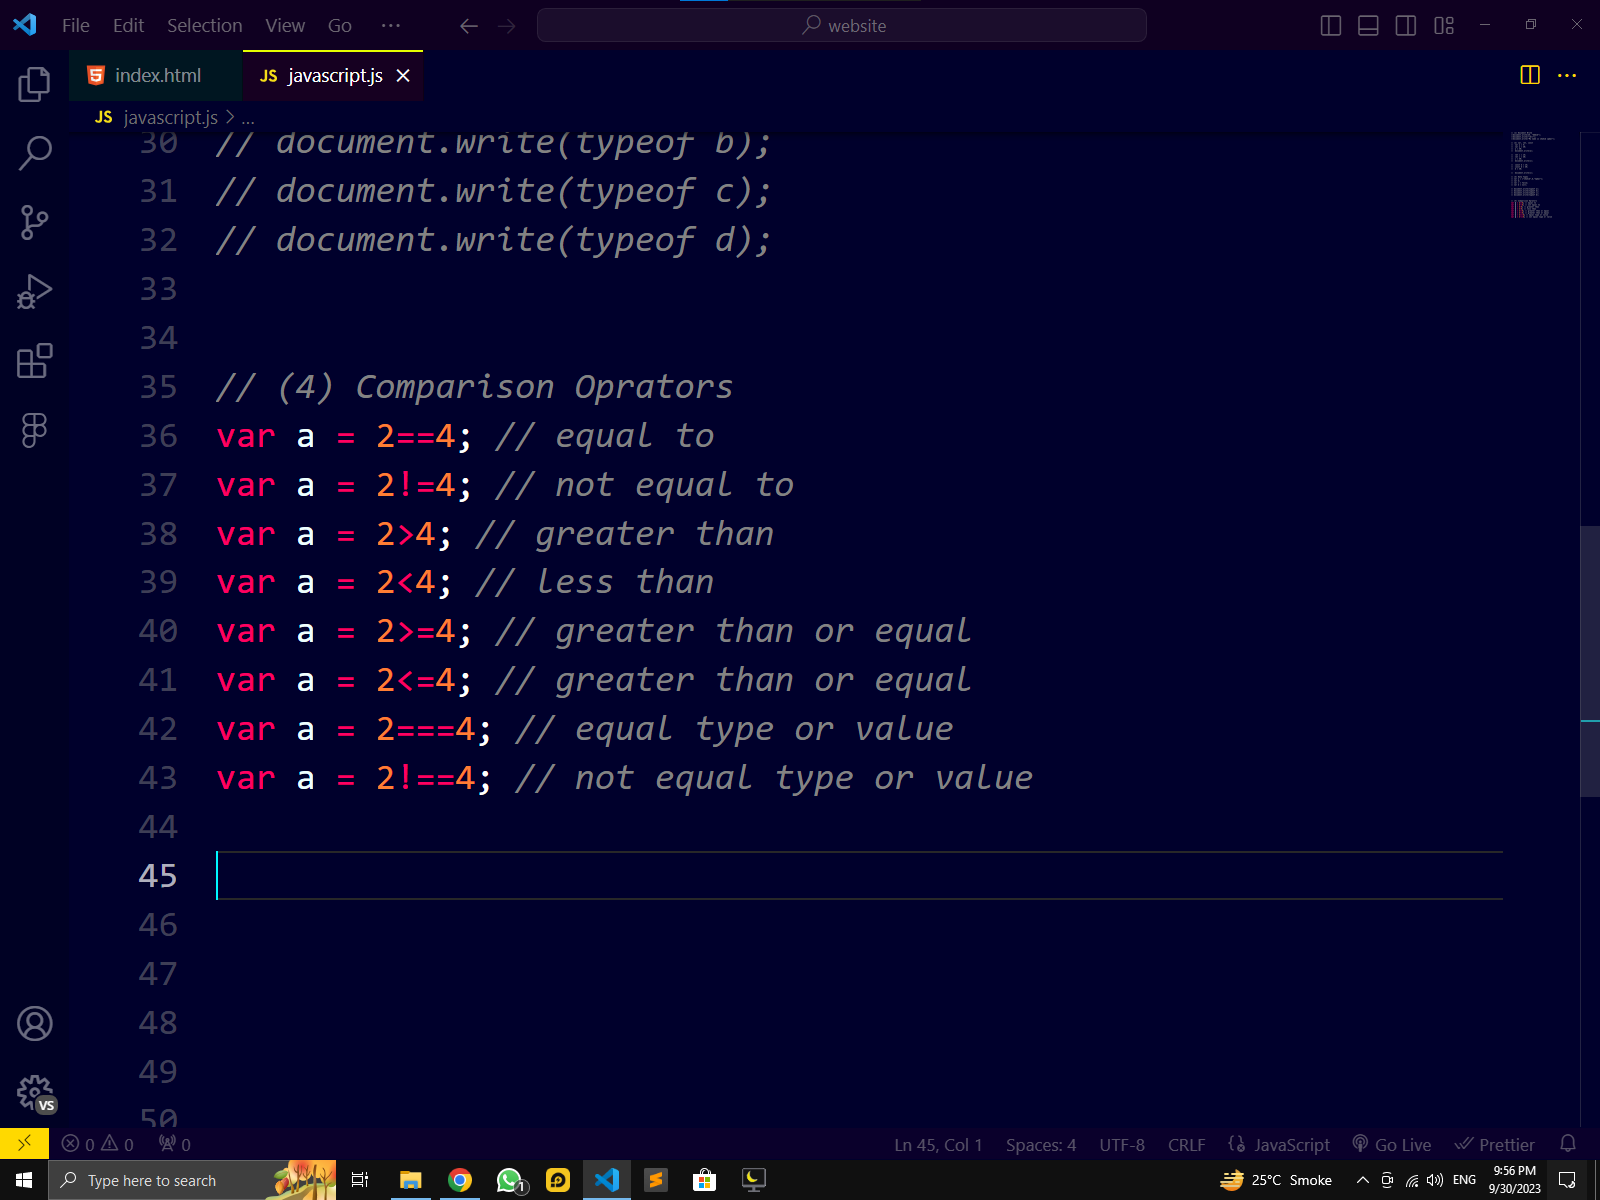 File Edit Selection View Go ··· website
index.html JS javascript.js
JS javascript.js > ...
30 // document.write(typeof b);
31 // document.write(typeof c);
32 // document.write(typeof d);
33
34
35 // (4) Comparison Oprators
36 var a = 2==4; // equal to
37 var a = 2!=4; // not equal to
38 var a = 2>4; // greater than
39 var a = 2<4; // less than
40 var a = 2>=4; // greater than or equal
41 var a = 2<=4; // greater than or equal
42 var a = 2===4; // equal type or value
43 var a = 2!==4; // not equal type or value
44
45
46
47
48
49
50
VS
0 0 0 Ln 45, Col 1 Spaces: 4 UTF-8 CRLF JavaScript Go Live Prettier
Type here to search 1 25°C Smoke ENG 9:56 PM
9/30/2023